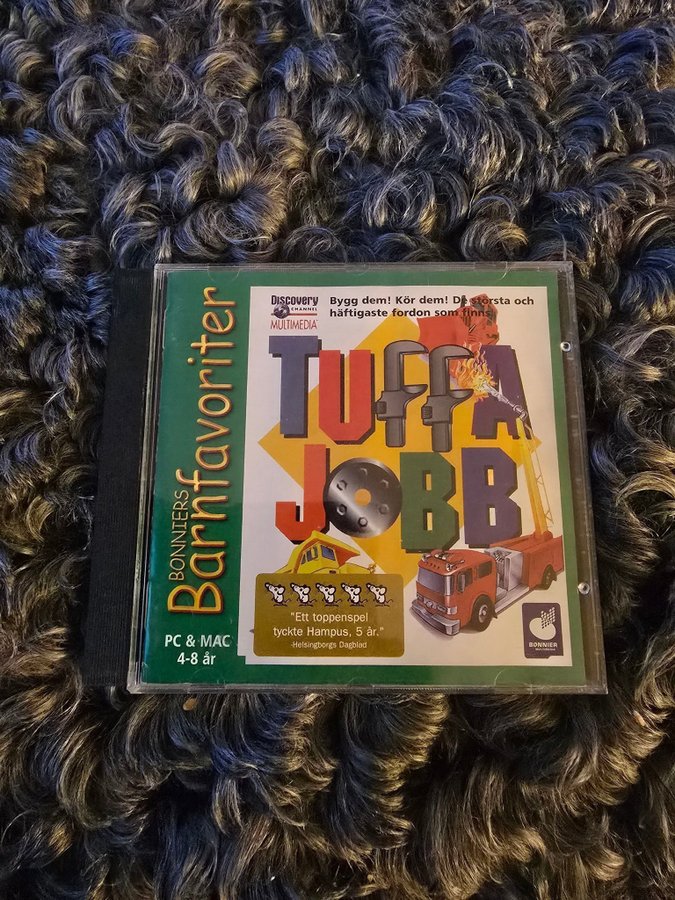 BONNIERS
Barnfavoriter
Discovery
CHANNEL
MULTIMEDIA
Bygg dem! Kör dem! De största och
häftigaste fordon som finns!
TUFFA
JOBB
"Ett toppenspel
tyckte Hampus, 5 år."
-Helsingborgs Dagblad
PC & MAC
4-8 år
BONNIER